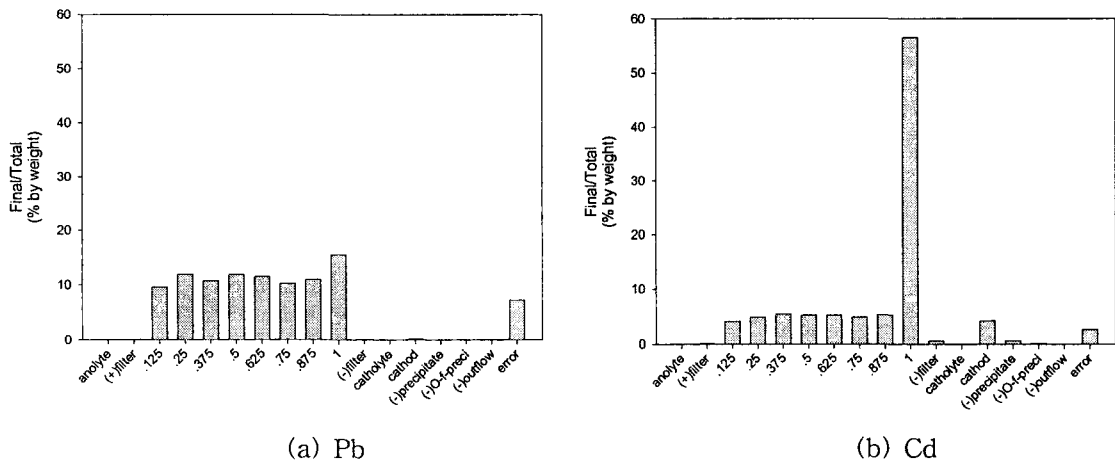 60
50
40
30
20
10
0
Final/Total
(% by weight)
anolyte
(+)filter
.125
.25
.375
.5
.625
.75
.875
1
(-)filter
catholyte
cathod
(-)precipitate
(-)O-f-preci
(-)outflow
error
(a) Pb
60
50
40
30
20
10
0
Final/Total
(% by weight)
anolyte
(+)filter
.125
.25
.375
.5
.625
.75
.875
1
(-)filter
catholyte
cathod
(-)precipitate
(-)O-f-preci
(-)outflow
error
(b) Cd